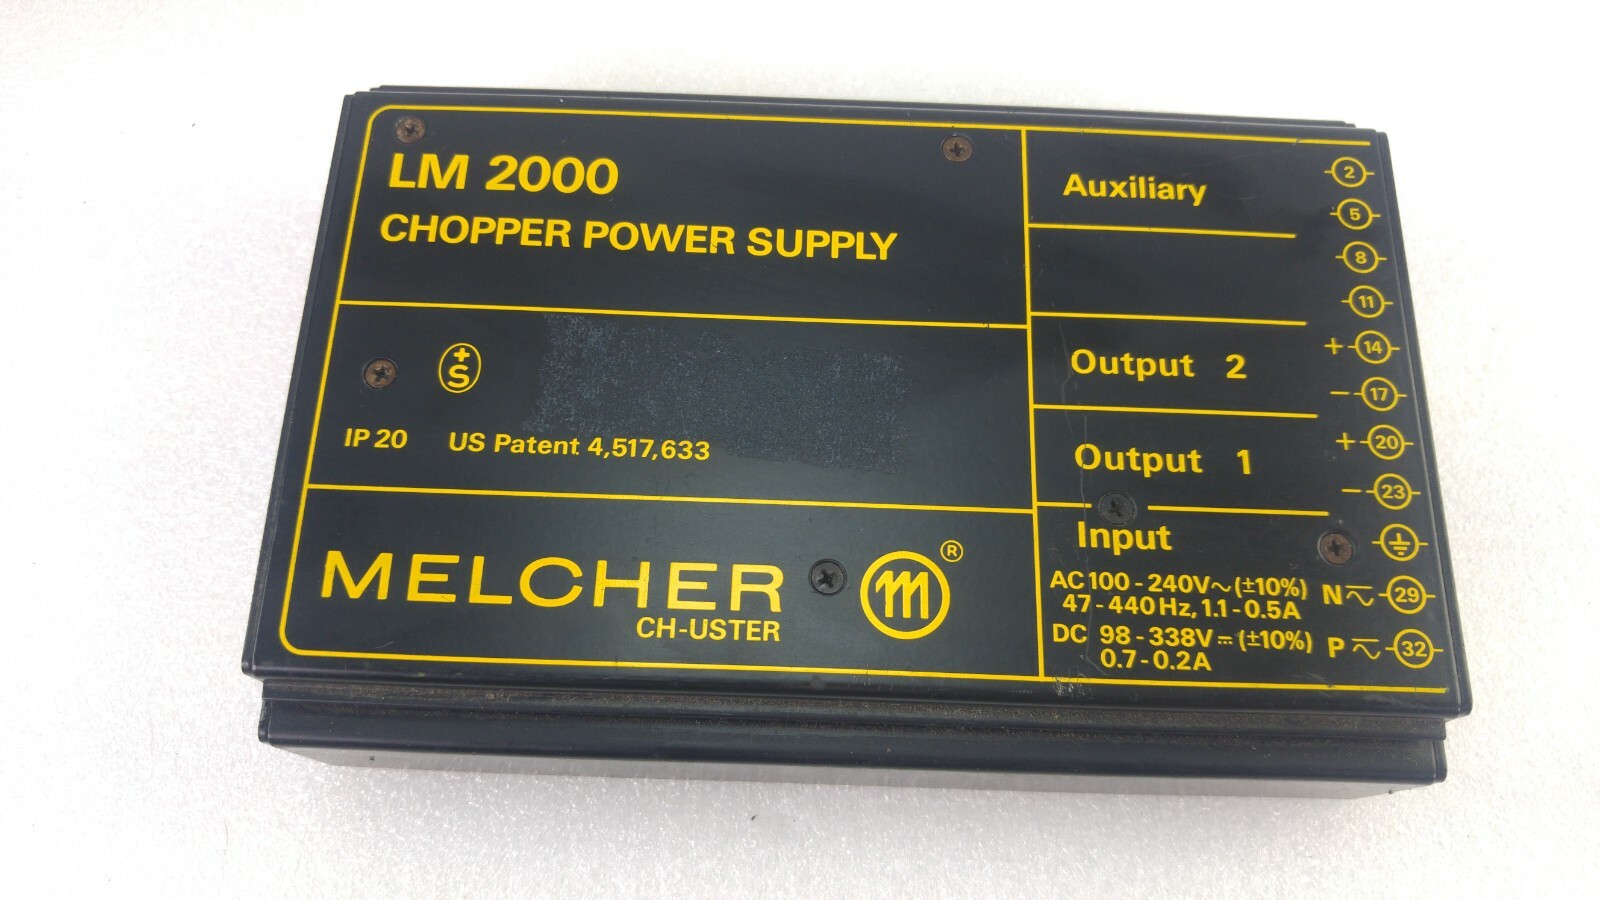 LM 2000
CHOPPER POWER SUPPLY
+
S
IP 20 US Patent 4,517,633
MELCHER
CH-USTER
m ®
Auxiliary
2
5
8
11
Output 2
+ 14
− 17
Output 1
+ 20
− 23
Input
AC 100 - 240V ~ (±10%)
47 - 440 Hz, 1.1 - 0.5A
N 29
DC 98 - 338V ⎓ (±10%)
0.7 - 0.2A
P 32